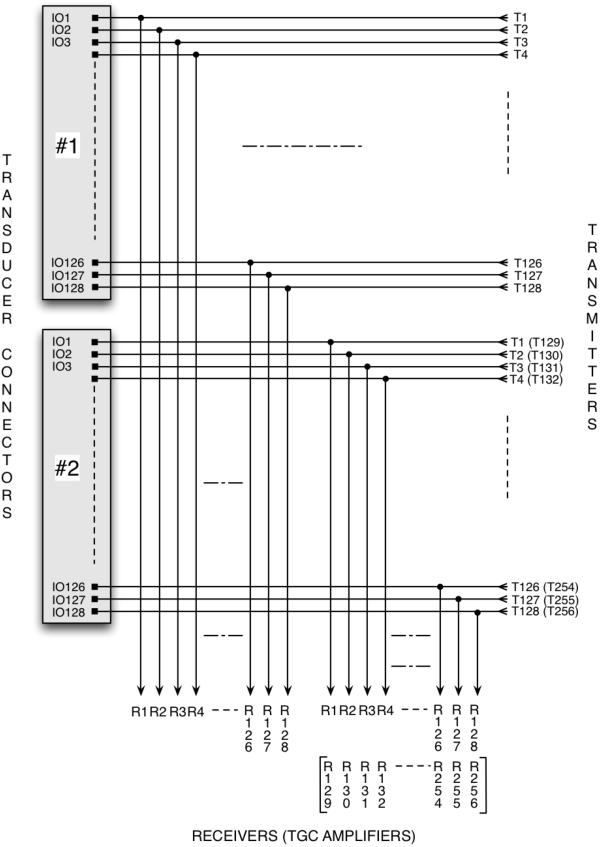 IO1 T1
IO2 T2
IO3 T3
T4
#1
IO126 T126
IO127 T127
IO128 T128
TRANSDUCER CONNECTORS
TRANSMITTERS
IO1 T1 (T129)
IO2 T2 (T130)
IO3 T3 (T131)
T4 (T132)
#2
IO126 T126 (T254)
IO127 T127 (T255)
IO128 T128 (T256)
R1 R2 R3 R4 R126 R127 R128 R1 R2 R3 R4 R126 R127 R128
[R129 R130 R131 R132 R254 R255 R256]
RECEIVERS (TGC AMPLIFIERS)